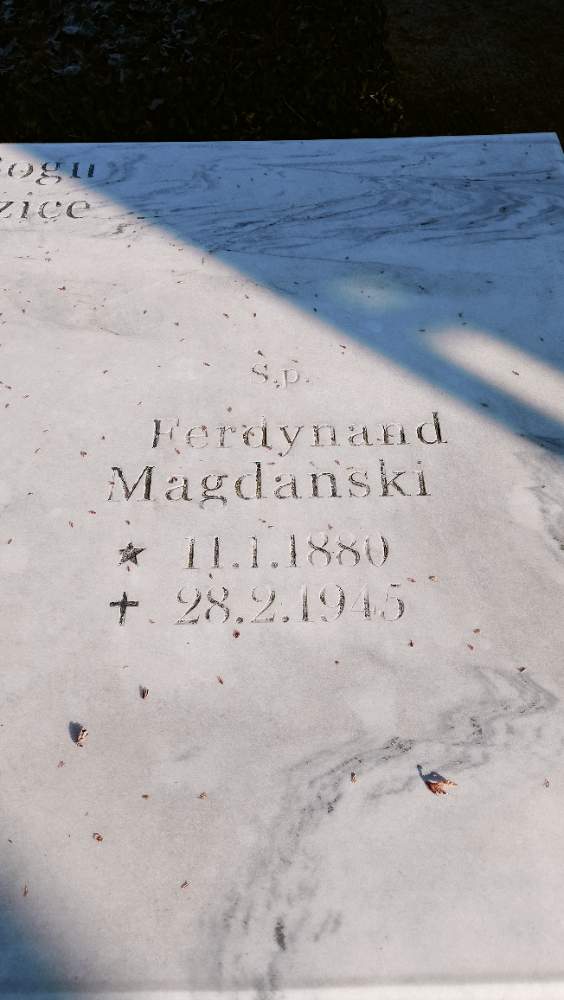 ogu
zice
S.p.
Ferdynand
Magdanski
11.1.1880
28.2.1945